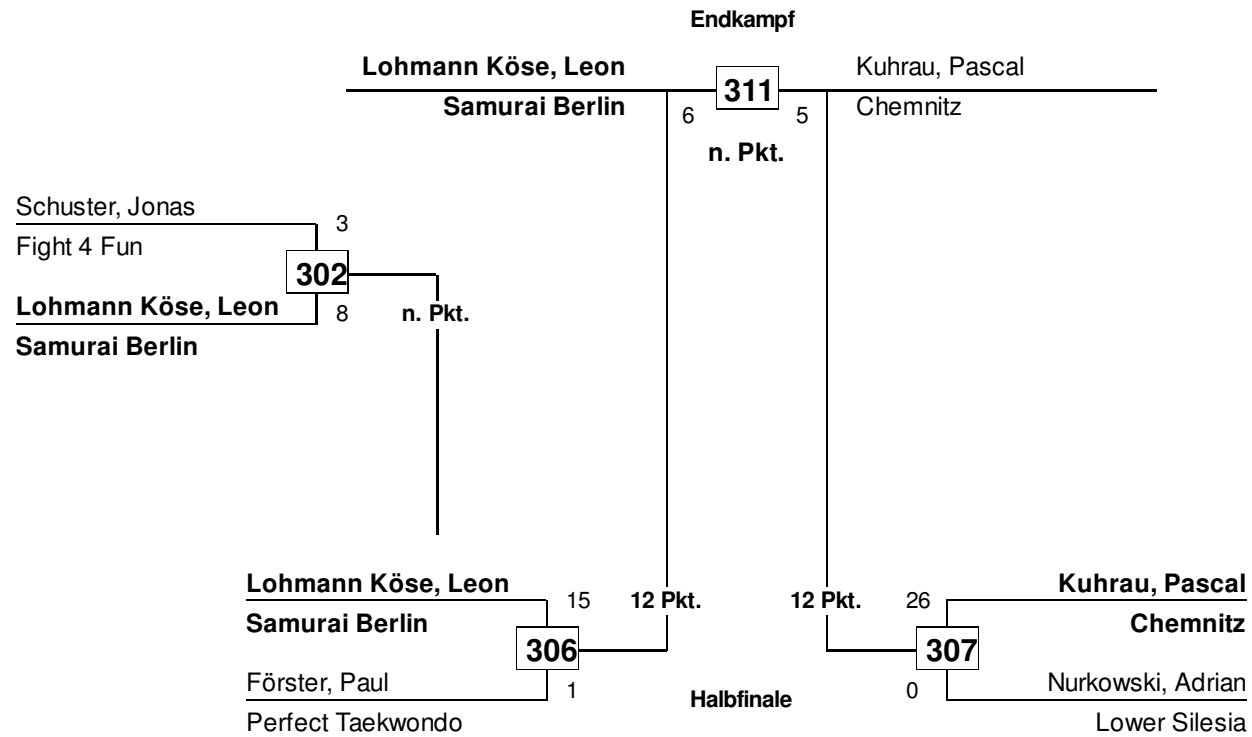 Endkampf
Lohmann Köse, Leon
Samurai Berlin
6
311
5
n. Pkt.
Kuhrau, Pascal
Chemnitz
Schuster, Jonas
Fight 4 Fun
3
302
Lohmann Köse, Leon
Samurai Berlin
8
n. Pkt.
Lohmann Köse, Leon
Samurai Berlin
15
12 Pkt.
306
Förster, Paul
Perfect Taekwondo
1
Halbfinale
12 Pkt.
26
Kuhrau, Pascal
Chemnitz
307
0
Nurkowski, Adrian
Lower Silesia